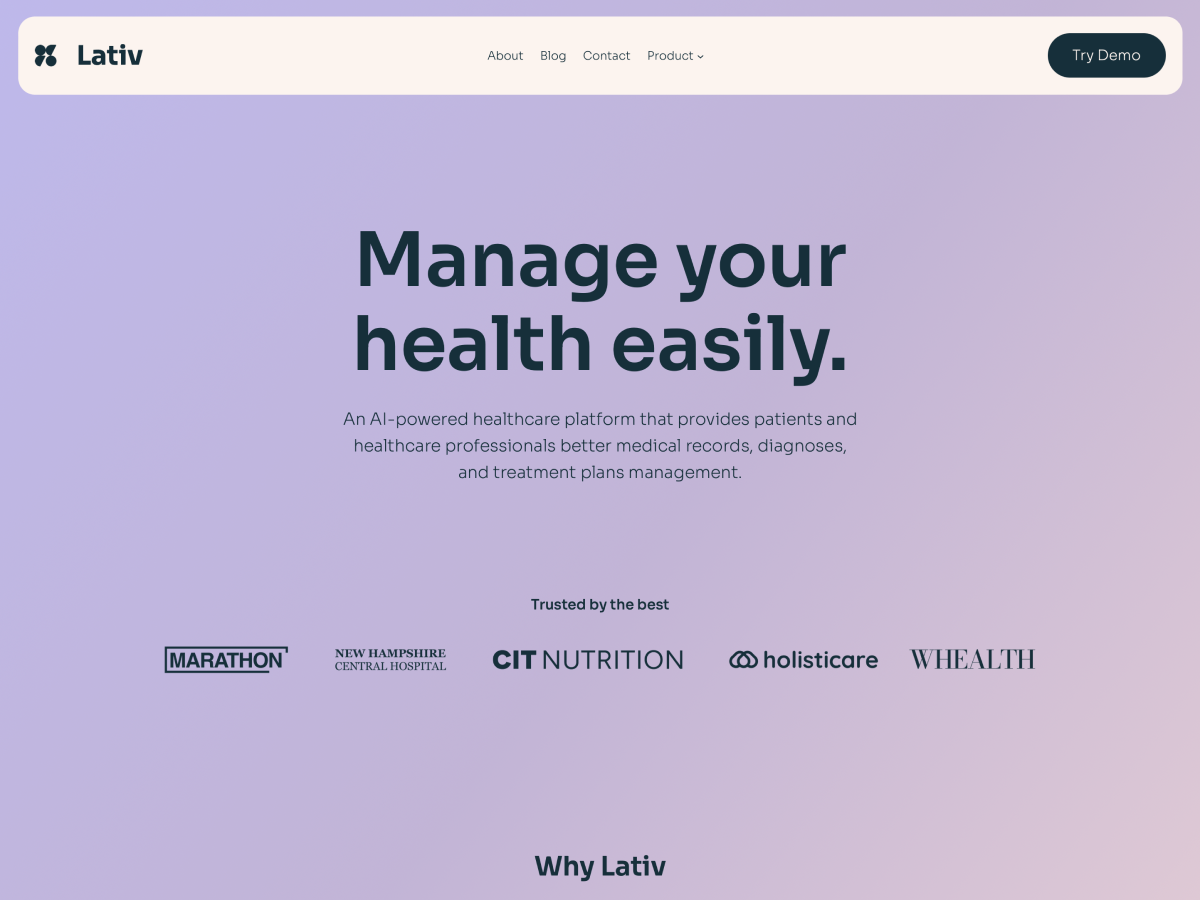 Lativ
About Blog Contact Product
Try Demo
Manage your
health easily.
An AI-powered healthcare platform that provides patients and
healthcare professionals better medical records, diagnoses,
and treatment plans management.
Trusted by the best
MARATHON
NEW HAMPSHIRE
CENTRAL HOSPITAL
CIT NUTRITION
holisticare
WHEALTH
Why Lativ